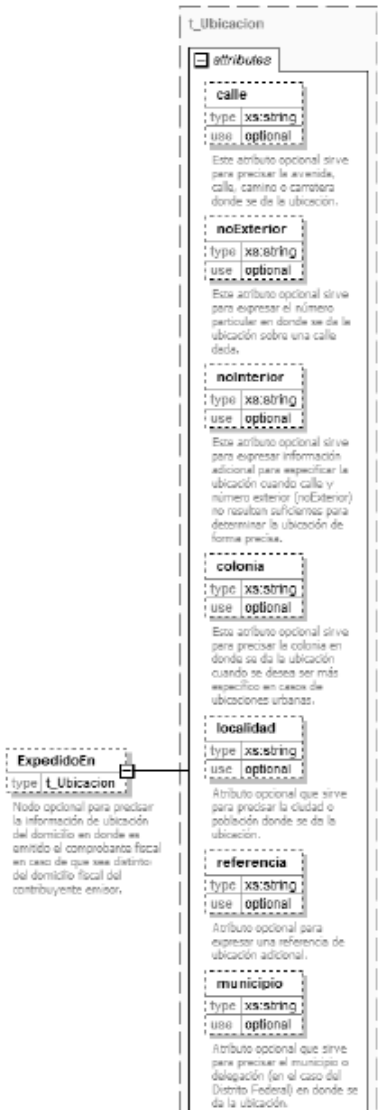 t_Ubicacion
attributes
calle
type xs:string
use optional
Este atributo opcional sirve
para precisar la avenida,
calle, camino o carretera
donde se da la ubicación.
noExterior
type xs:string
use optional
Este atributo opcional sirve
para expresar el número
particular en donde se da la
ubicación sobre una calle
dada.
noInterior
type xs:string
use optional
Este atributo opcional sirve
para expresar información
adicional para especificar la
ubicación cuando calle y
número exterior (noExterior)
no resulten suficientes para
determinar la ubicación de
forma precisa.
colonia
type xs:string
use optional
Este atributo opcional sirve
para precisar la colonia en
donde se da la ubicación
cuando se desea ser más
específico en casos de
ubicaciones urbanas.
localidad
type xs:string
use optional
Atributo opcional que sirve
para precisar la ciudad o
población donde se da la
ubicación.
ExpedidoEn
type t_Ubicacion
Nodo opcional para precisar
la información de ubicación
del domicilio en donde es
emitido el comprobante fiscal
en caso de que sea distinto
del domicilio fiscal del
contribuyente emisor.
referencia
type xs:string
use optional
Atributo opcional para
expresar una referencia de
ubicación adicional.
municipio
type xs:string
use optional
Atributo opcional que sirve
para precisar el municipio o
delegación (en el caso del
Distrito Federal) en donde se
da la ubicación.